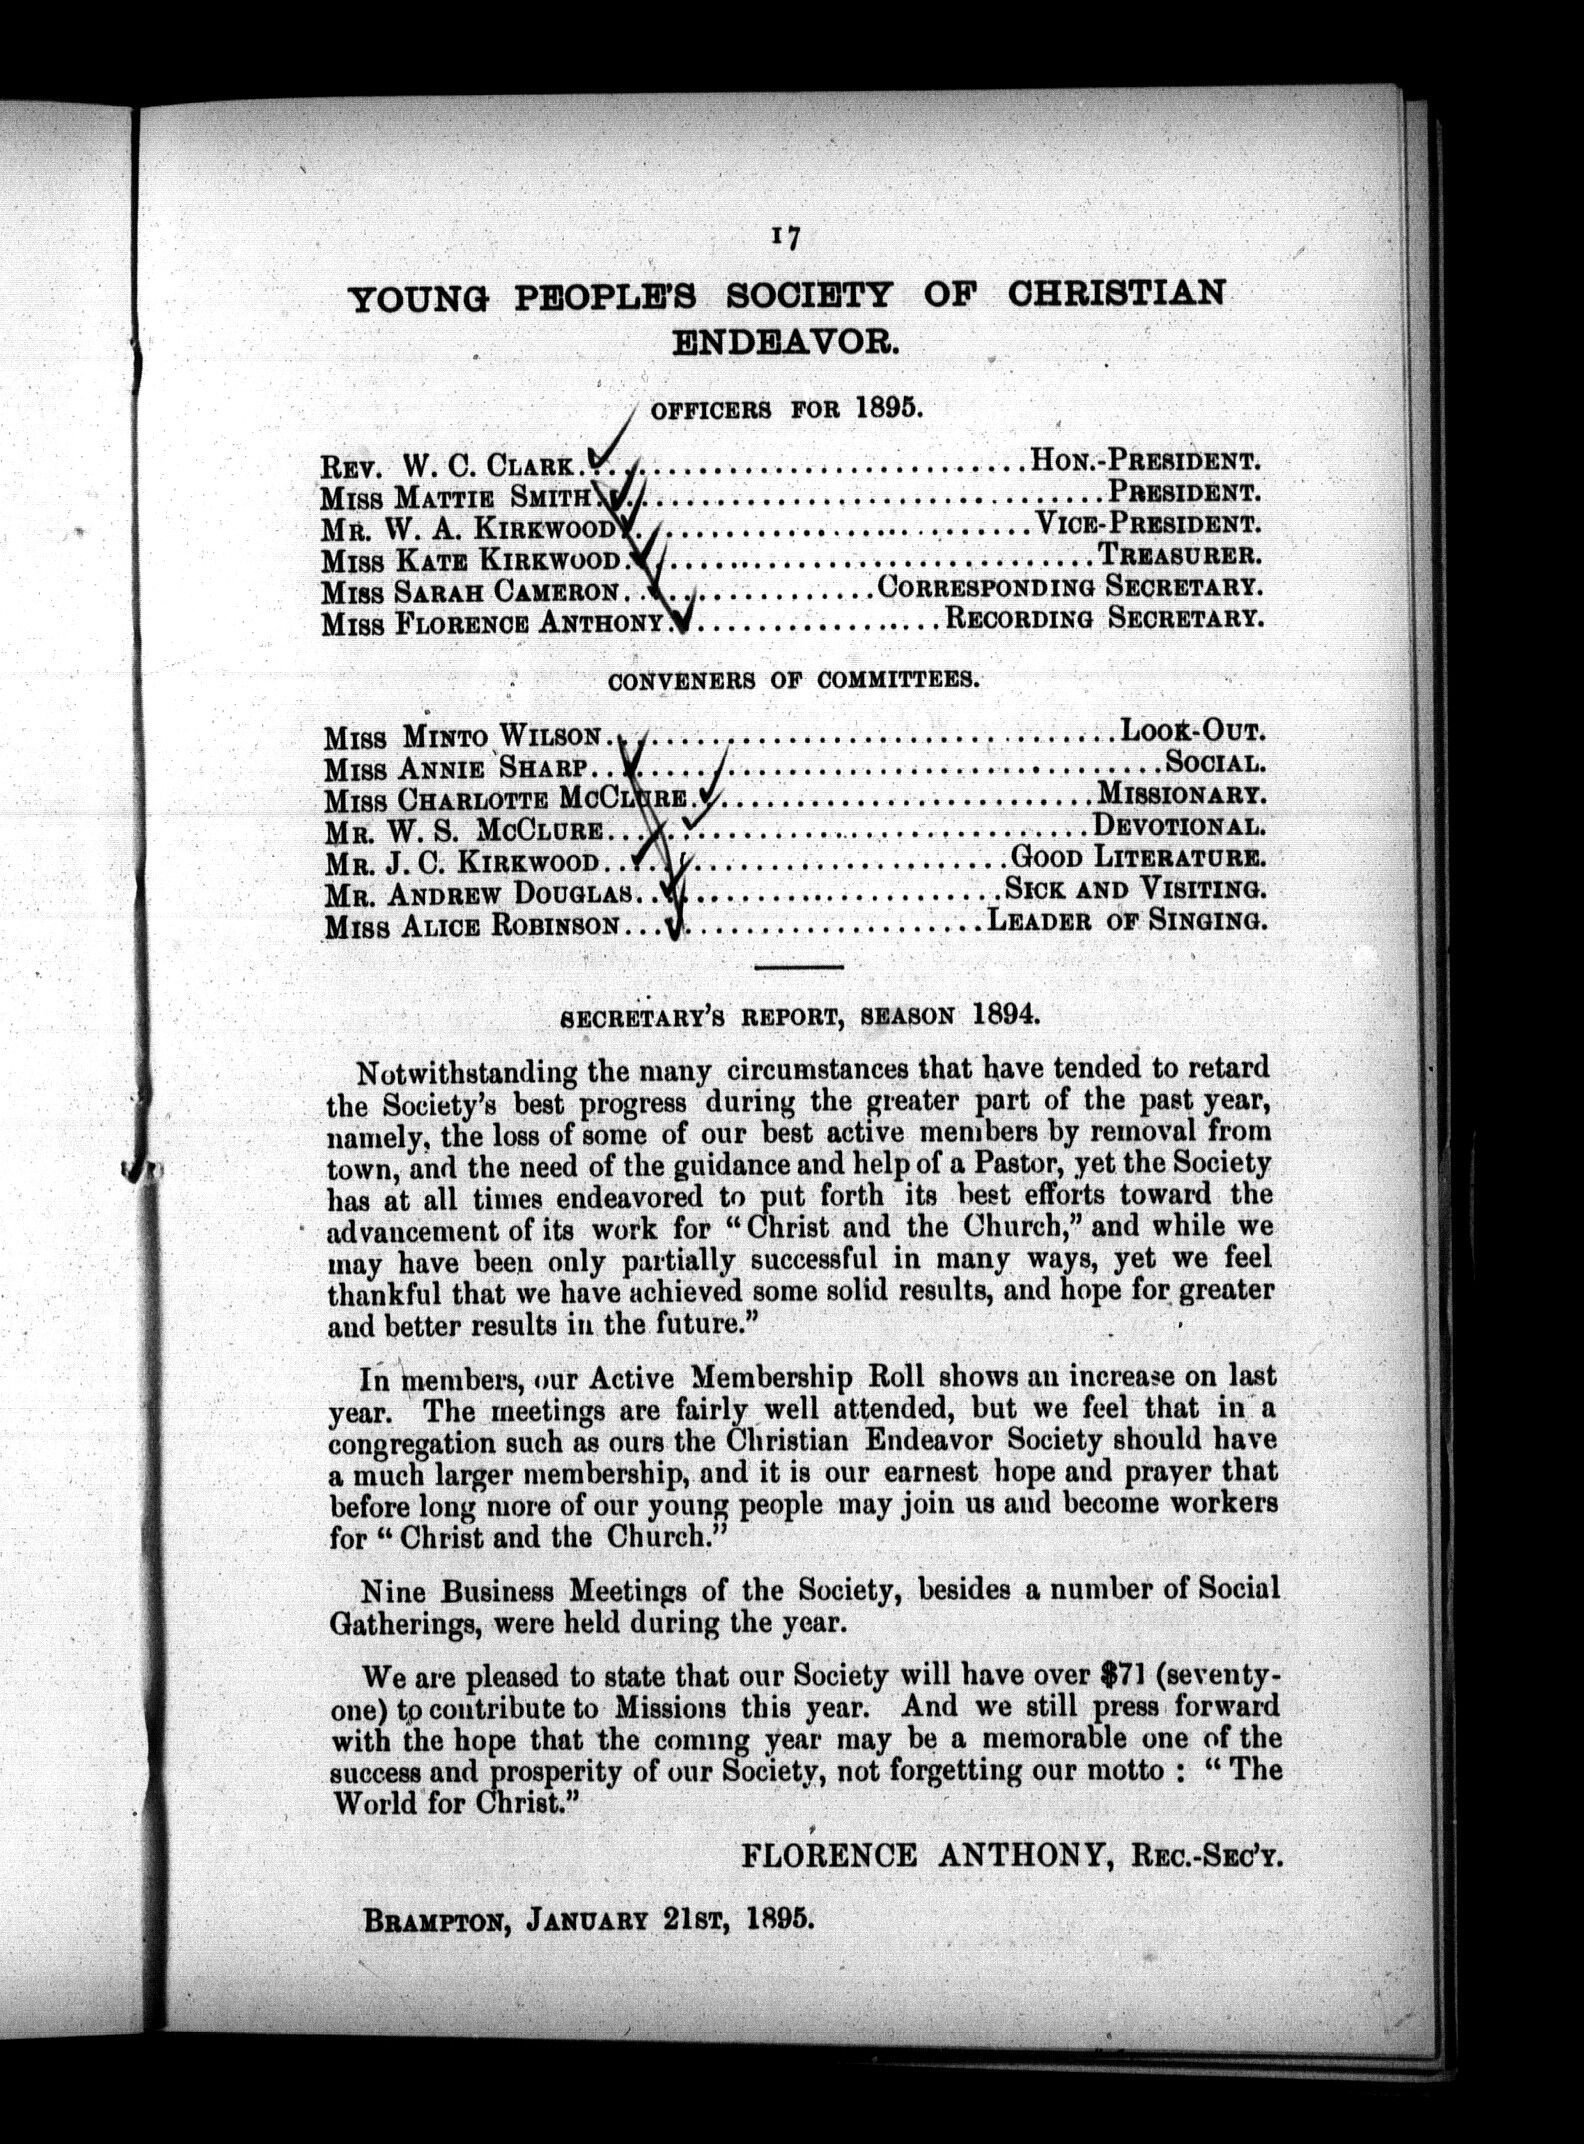 17
YOUNG PEOPLE'S SOCIETY OF CHRISTIAN
ENDEAVOR.
OFFICERS FOR 1895.
REV. W. C. CLARK..............................HON.-PRESIDENT.
MISS MATTIE SMITH..................................PRESIDENT.
MR. W. A. KIRKWOOD...........................VICE-PRESIDENT.
MISS KATE KIRKWOOD...............................TREASURER.
MISS SARAH CAMERON.................CORRESPONDING SECRETARY.
MISS FLORENCE ANTHONY...................RECORDING SECRETARY.
CONVENERS OF COMMITTEES.
MISS MINTO WILSON..................................LOOK-OUT.
MISS ANNIE SHARP......................................SOCIAL.
MISS CHARLOTTE MCCLURE...........................MISSIONARY.
MR. W. S. MCCLURE................................DEVOTIONAL.
MR. J. C. KIRKWOOD...........................GOOD LITERATURE.
MR. ANDREW DOUGLAS........................SICK AND VISITING.
MISS ALICE ROBINSON........................LEADER OF SINGING.
SECRETARY'S REPORT, SEASON 1894.
Notwithstanding the many circumstances that have tended to retard
the Society's best progress during the greater part of the past year,
namely, the loss of some of our best active members by removal from
town, and the need of the guidance and help of a Pastor, yet the Society
has at all times endeavored to put forth its best efforts toward the
advancement of its work for "Christ and the Church," and while we
may have been only partially successful in many ways, yet we feel
thankful that we have achieved some solid results, and hope for greater
and better results in the future."
In members, our Active Membership Roll shows an increase on last
year. The meetings are fairly well attended, but we feel that in a
congregation such as ours the Christian Endeavor Society should have
a much larger membership, and it is our earnest hope and prayer that
before long more of our young people may join us and become workers
for "Christ and the Church."
Nine Business Meetings of the Society, besides a number of Social
Gatherings, were held during the year.
We are pleased to state that our Society will have over $71 (seventy-
one) to contribute to Missions this year. And we still press forward
with the hope that the coming year may be a memorable one of the
success and prosperity of our Society, not forgetting our motto : "The
World for Christ."
FLORENCE ANTHONY, REC.-SEC'Y.
BRAMPTON, JANUARY 21ST, 1895.